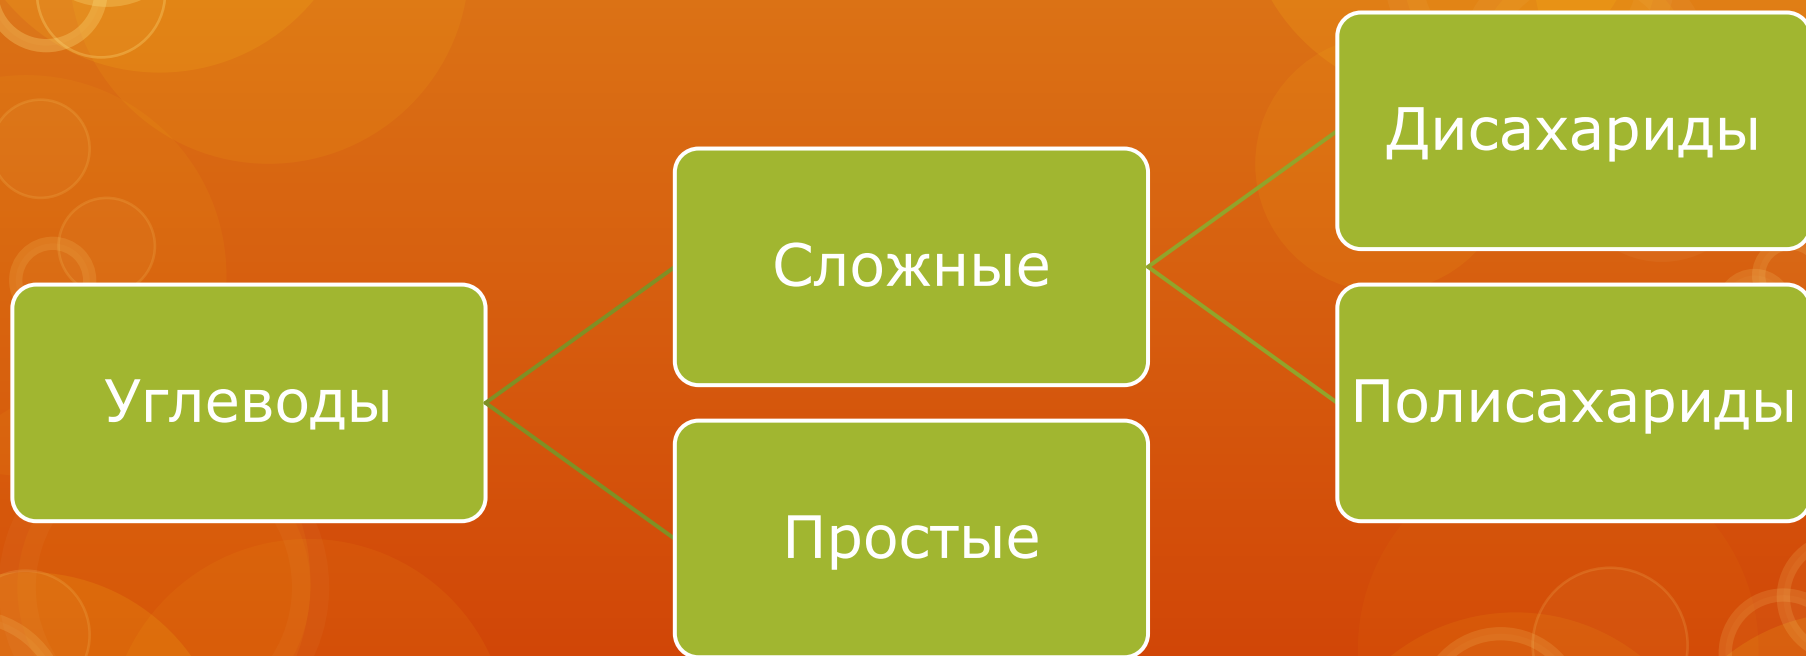 Углеводы
Сложные
Простые
Дисахариды
Полисахариды